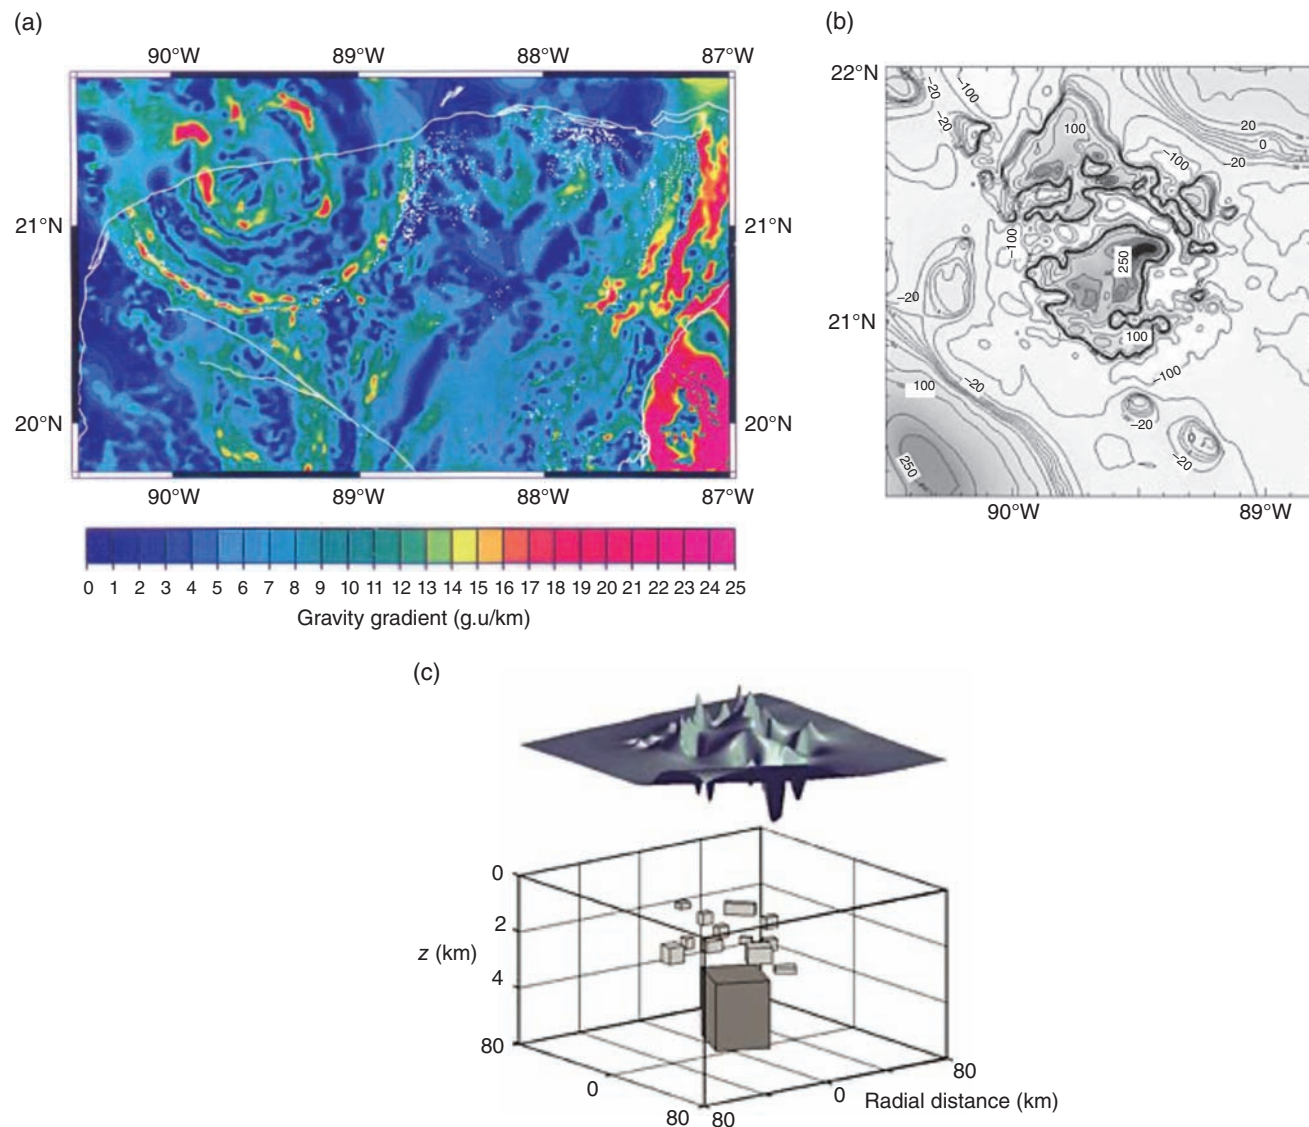 (a)
90°W 89°W 88°W 87°W
21°N 21°N
20°N 20°N
90°W 89°W 88°W 87°W
0 1 2 3 4 5 6 7 8 9 10 11 12 13 14 15 16 17 18 19 20 21 22 23 24 25
Gravity gradient (g.u/km)
(b)
22°N
21°N
90°W 89°W
−20
−100
−20
100
20
0
−20
−100
−100
250
−20
100
−100
−20
100
−20
−20
250
(c)
0
2
z (km)
4
80
0
80
80
0
80
Radial distance (km)